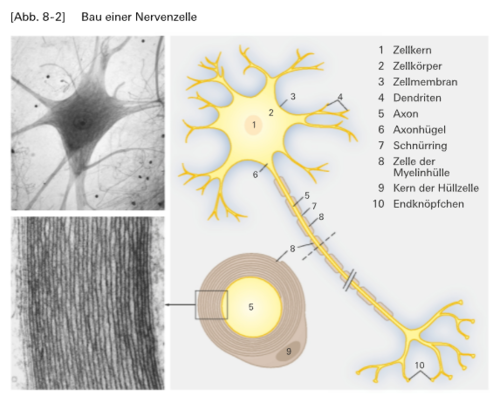 [Abb. 8-2] Bau einer Nervenzelle
1 Zellkern
2 Zellkörper
3 Zellmembran
4 Dendriten
5 Axon
6 Axonhügel
7 Schnürring
8 Zelle der
Myelinhülle
9 Kern der Hüllzelle
10 Endknöpfchen
3
4
2
1
6
5
7
8
8
5
9
10